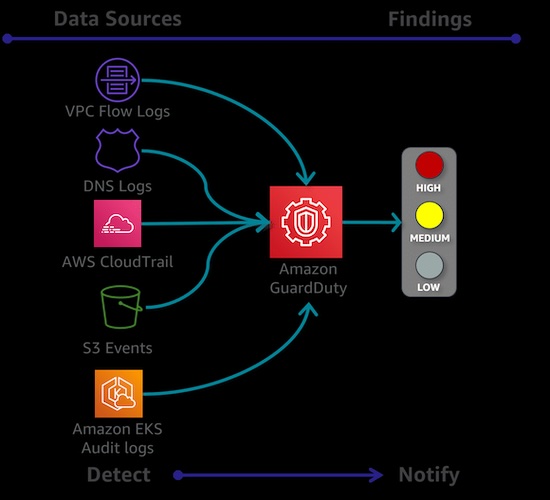 Data Sources
Findings
VPC Flow Logs
DNS Logs
AWS CloudTrail
S3 Events
Amazon EKS
Audit logs
Amazon
GuardDuty
HIGH
MEDIUM
LOW
Detect
Notify